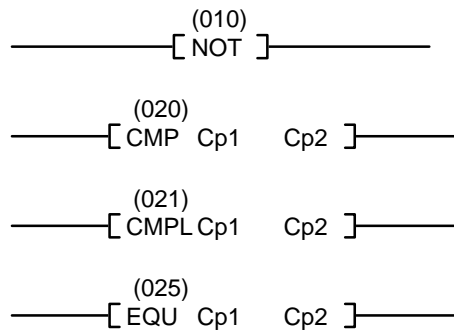 (010)
NOT
(020)
CMP Cp1 Cp2
(021)
CMPL Cp1 Cp2
(025)
EQU Cp1 Cp2